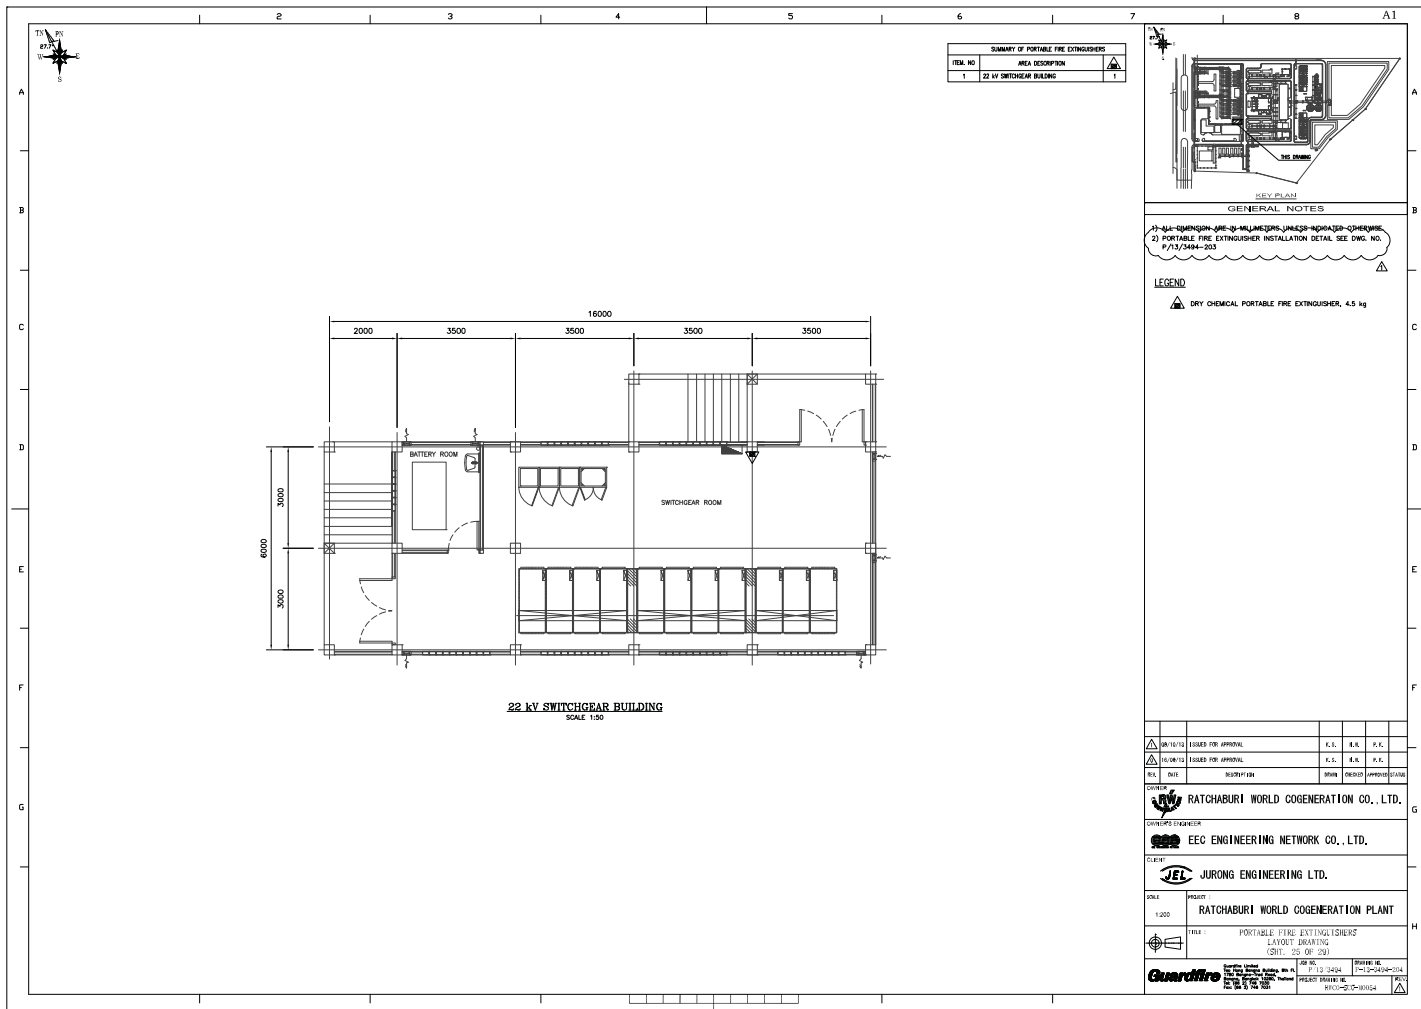 2 3 4 5 6 7 8 A1
TN PN
27.7°
W E
S
SUMMARY OF PORTABLE FIRE EXTINGUISHERS
ITEM. NO AREA DESCRIPTION
1 22 kV SWITCHGEAR BUILDING 1
A
B
C
D
E
F
G
A
B
C
D
E
F
G
H
THIS DRAWING
KEY PLAN
GENERAL NOTES
1) ALL DIMENSION ARE IN MILLIMETERS UNLESS INDICATED OTHERWISE
2) PORTABLE FIRE EXTINGUISHER INSTALLATION DETAIL SEE DWG. NO.
P/13/3494-203
LEGEND
DRY CHEMICAL PORTABLE FIRE EXTINGUISHER, 4.5 kg
16000
2000 3500 3500 3500 3500
BATTERY ROOM
SWITCHGEAR ROOM
3000
6000
3000
22 kV SWITCHGEAR BUILDING
SCALE 1:50
1 08/10/13 ISSUED FOR APPROVAL K.S. P.K.
0 ISSUED FOR APPROVAL K.S. P.K.
REV. DATE DESCRIPTION DRAWN CHECKED APPROVED STATUS
OWNER
RW
RATCHABURI WORLD COGENERATION CO.,LTD.
OWNER'S ENGINEER
eec
EEC ENGINEERING NETWORK CO.,LTD.
CLIENT
JEL
JURONG ENGINEERING LTD.
SCALE
1:200
PROJECT :
RATCHABURI WORLD COGENERATION PLANT
TITLE :
PORTABLE FIRE EXTINGUISHERS
LAYOUT DRAWING
(SHT. 25 OF 29)
Guardfire
Guardfire Limited
JOB NO.
P/13/3494
DRAWING NO.
P-13-3494-204
PROJECT DRAWING NO.
REV.
1